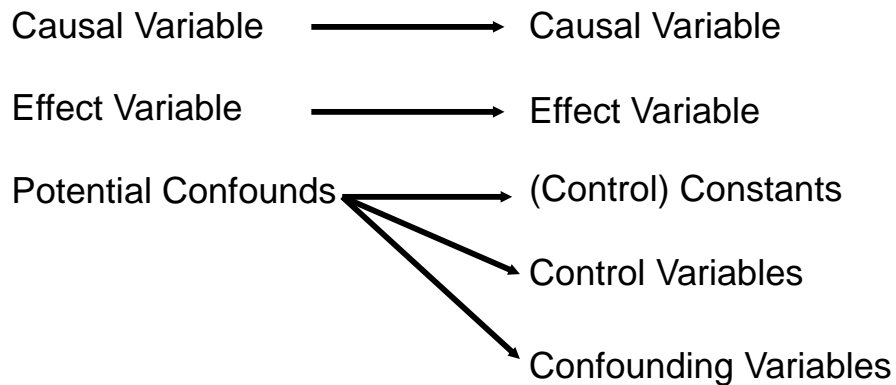 Causal Variable
Causal Variable
Effect Variable
Effect Variable
Potential Confounds
(Control) Constants
Control Variables
Confounding Variables